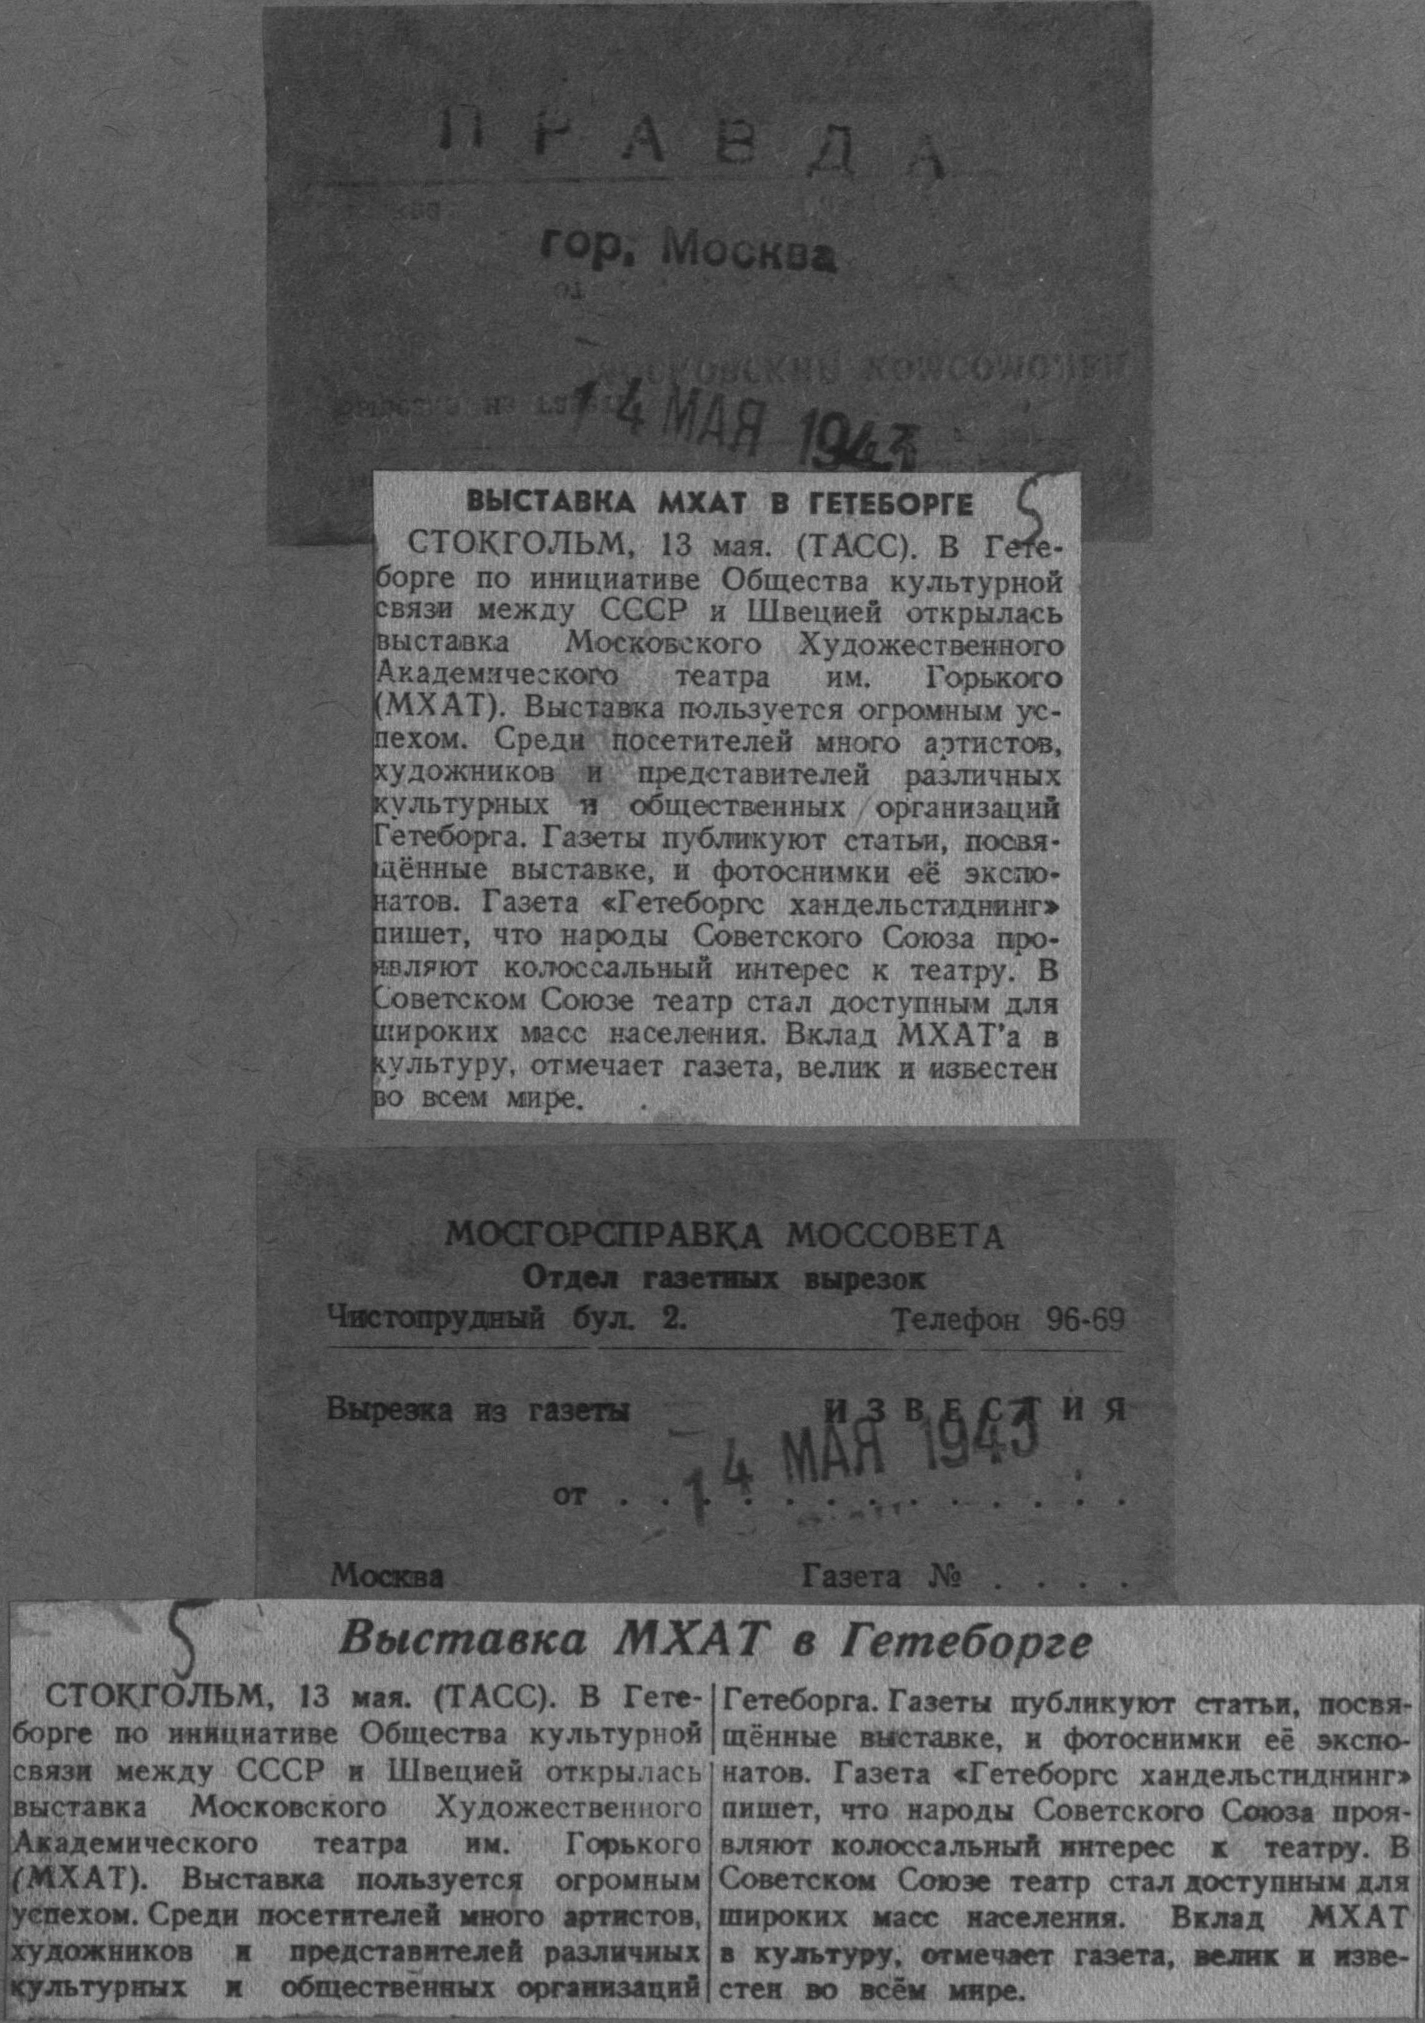 ПРАВДА
гор. Москва
14 МАЯ 1943
5
ВЫСТАВКА МХАТ В ГЕТЕБОРГЕ
СТОКГОЛЬМ, 13 мая. (ТАСС). В Гете-
борге по инициативе Общества культурной
связи между СССР и Швецией открылась
выставка Московского Художественного
Академического театра им. Горького
(МХАТ). Выставка пользуется огромным ус-
пехом. Среди посетителей много артистов,
художников и представителей различных
культурных и общественных организаций
Гетеборга. Газеты публикуют статьи, посвя-
щённые выставке, и фотоснимки её экспо-
натов. Газета «Гетеборгс хандельстиднинг»
пишет, что народы Советского Союза про-
являют колоссальный интерес к театру. В
Советском Союзе театр стал доступным для
широких масс населения. Вклад МХАТ'а в
культуру, отмечает газета, велик и известен
во всем мире.
МОСГОРСПРАВКА МОССОВЕТА
Отдел газетных вырезок
Чистопрудный бул. 2. Телефон 96-69
Вырезка из газеты ИЗВЕСТИЯ
от 14 МАЯ 1943
Москва Газета № . . . .
5
Выставка МХАТ в Гетеборге
СТОКГОЛЬМ, 13 мая. (ТАСС). В Гете-
борге по инициативе Общества культурной
связи между СССР и Швецией открылась
выставка Московского Художественного
Академического театра им. Горького
(МХАТ). Выставка пользуется огромным
успехом. Среди посетителей много артистов,
художников и представителей различных
культурных и общественных организаций
Гетеборга. Газеты публикуют статьи, посвя-
щённые выставке, и фотоснимки её экспо-
натов. Газета «Гетеборгс хандельстиднинг»
пишет, что народы Советского Союза проя-
вляют колоссальный интерес к театру. В
Советском Союзе театр стал доступным для
широких масс населения. Вклад МХАТ
в культуру, отмечает газета, велик и изве-
стен во всём мире.